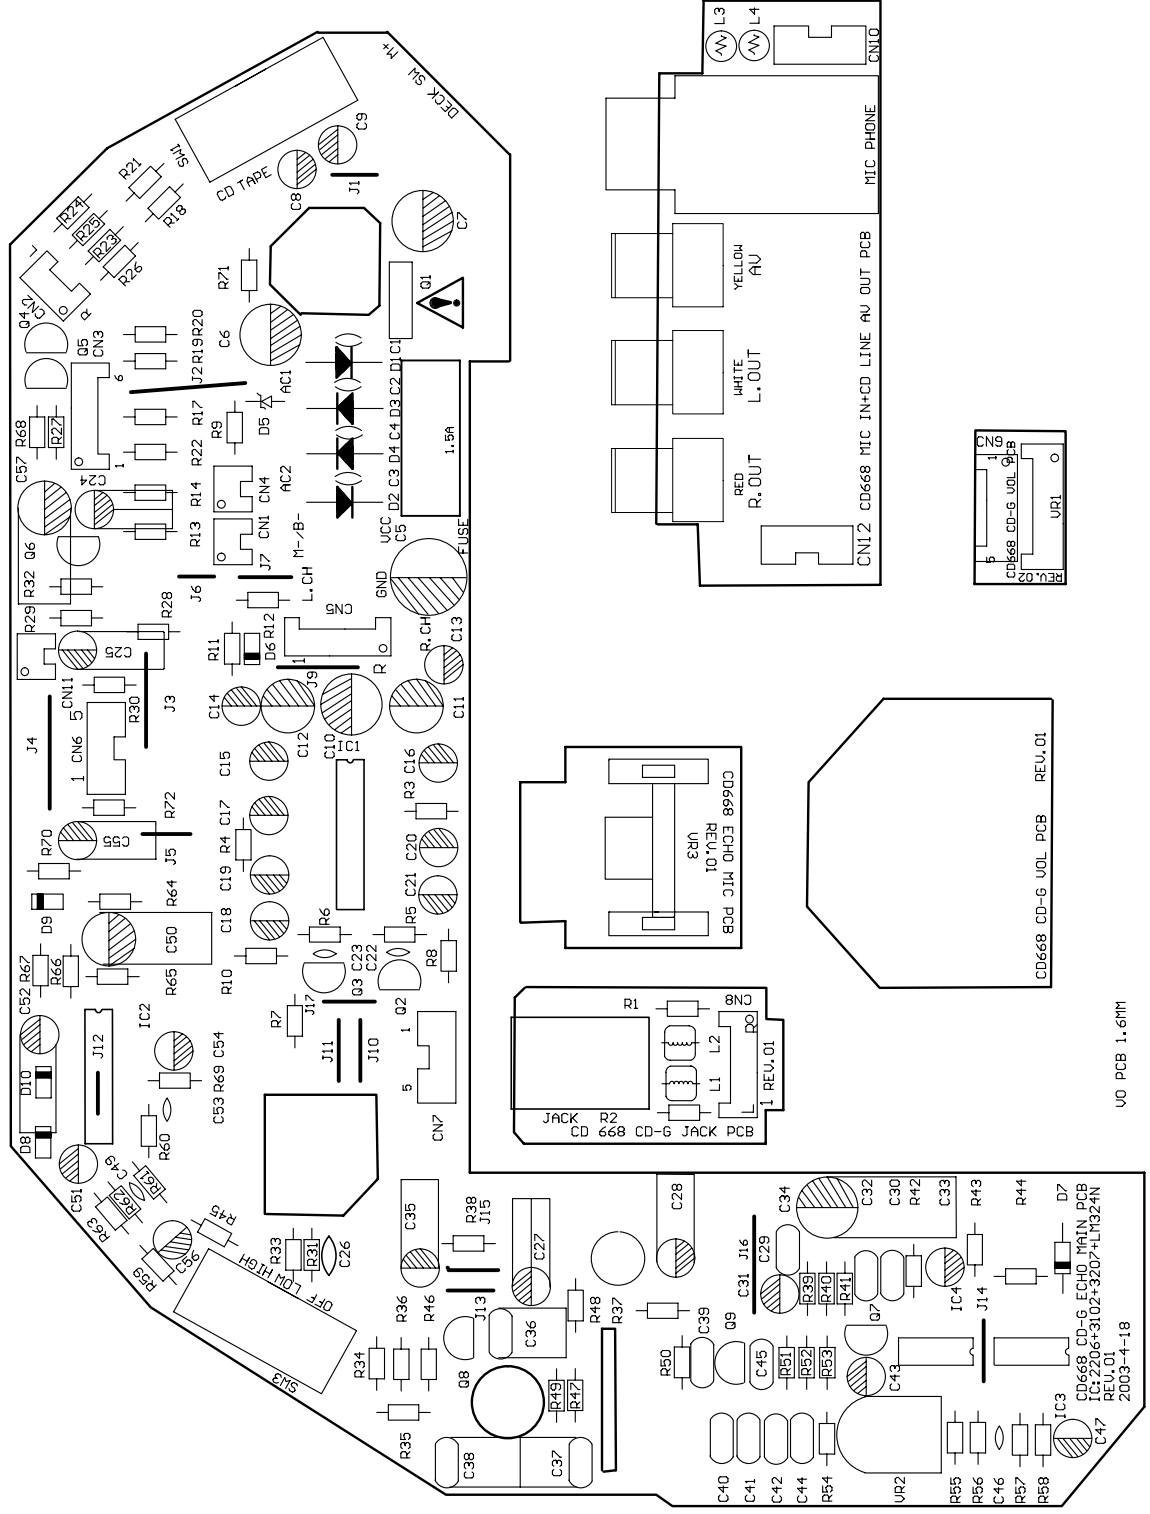 M+
DECK SW
SW1
CD TAPE
C9
C8
J1
C7
R21
R18
R24
R25
R23
R26
L
CN2
R
Q4
Q5
CN3
6
1
R71
C6
Q1
R20
R19
J2
AC1
C1
D1
C2
D3
C4
D4
C3
D2
1.5A
FUSE
R68
R27
R17
R9
D5
R22
C57
C24
R14
CN4
AC2
R13
CN1
M-/B-
VCC
C5
GND
Q6
R32
J6
J7
L.CH
R29
R28
R12
CN5
R.CH
C13
R11
D6
1
R
C25
CN11
R30
J3
J9
C14
C12
C10
C11
IC1
J4
1 CN6 5
C15
C16
R3
R72
C17
R4
C20
R70
C55
J5
C19
C21
R5
D9
R64
C18
R6
C50
R67
R66
R65
R10
C23
C22
R8
Q3
J17
Q2
C52
IC2
R7
J12
D10
C54
J11
J10
R69
C53
1
5
CN7
D8
R60
C51
C49
R61
R62
R63
R59
C56
R45
R33
R31
C26
OFF LOW HIGH
SW3
C35
R38
J15
C27
C28
R36
R46
J13
C36
R48
R37
R34
Q8
R49
R47
R35
C38
C37
J16
C29
C31
C34
C32
C30
R42
C33
R43
R44
D7
R39
R40
R41
Q7
IC4
J14
R50
C39
Q9
C45
R51
R52
R53
C43
C40
C41
C42
C44
R54
VR2
R55
R56
C46
R57
R58
IC3
C47
CD668 CD-G ECHO MAIN PCB
IC:2206+3102+3207+LM324N
REV.01
2003-4-18
L3
L4
CN10
MIC PHONE
YELLOW
AV
WHITE
L.OUT
RED
R.OUT
CN12
CD668 MIC IN+CD LINE AV OUT PCB
CN9
1
5
CD668 CD-G VOL PCB
VR1
REV.02
CD668 ECHO MIC PCB
REV.01
VR3
CD668 CD-G VOL PCB REV.01
R1
CN8
R
L2
L1
1 REV.01
JACK R2
CD 668 CD-G JACK PCB
VO PCB 1.6MM